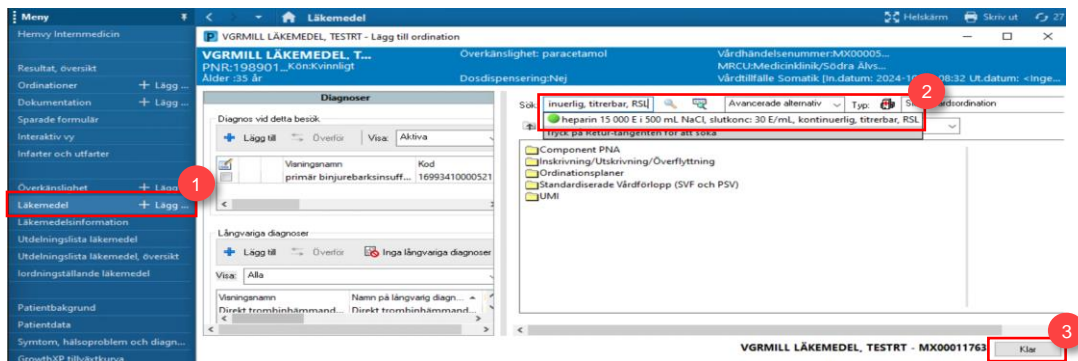 Meny
Läkemedel
Helskärm
Skriv ut
27
Hemvy Internmedicin
Resultat, översikt
Ordinationer
+ Lägg ...
Dokumentation
+ Lägg ...
Sparade formulär
Interaktiv vy
Infarter och utfarter
Överkänslighet
+ Lägg
Läkemedel
+ Lägg ...
Läkemedelsinformation
Utdelningslista läkemedel
Utdelningslista läkemedel, översikt
Iordningställande läkemedel
Patientbakgrund
Patientdata
Symtom, hälsoproblem och diagn...
GrowthXP tillväxtkurva
1
P VGRMILL LÄKEMEDEL, TESTRT - Lägg till ordination
VGRMILL LÄKEMEDEL, T...
Överkänslighet: paracetamol
Vårdhändelsenummer:MX00005...
PNR:198901_ Kön:Kvinnligt
MRCU:Medicinklinik/Södra Älvs...
Ålder :35 år
Dosdispensering:Nej
Vårdtillfälle Somatik [In.datum: 2024-10 08:32 Ut.datum: <Inge...
2
Diagnoser
Diagnos vid detta besök
Lägg till
Överför
Visa:
Aktiva
Visningsnamn
Kod
primär binjurebarksinsuff...
16993410000521
Långvariga diagnoser
Lägg till
Överför
Inga långvariga diagnoser
Visa:
Alla
Visningsnamn
Namn på långvarig diagn...
Direkt trombinhämmand...
Direkt trombinhämmand...
Sök:
inuerlig, titrerbar, RSL
Avancerade alternativ
Typ:
heparin 15 000 E i 500 mL NaCl, slutkonc: 30 E/mL, kontinuerlig, titrerbar, RSL
Tryck på Retur-tangenten för att söka
Component PNA
Inskrivning/Utskrivning/Överflyttning
Ordinationsplaner
Standardiserade Vårdförlopp (SVF och PSV)
UMI
3
VGRMILL LÄKEMEDEL, TESTRT - MX00011763
Klar